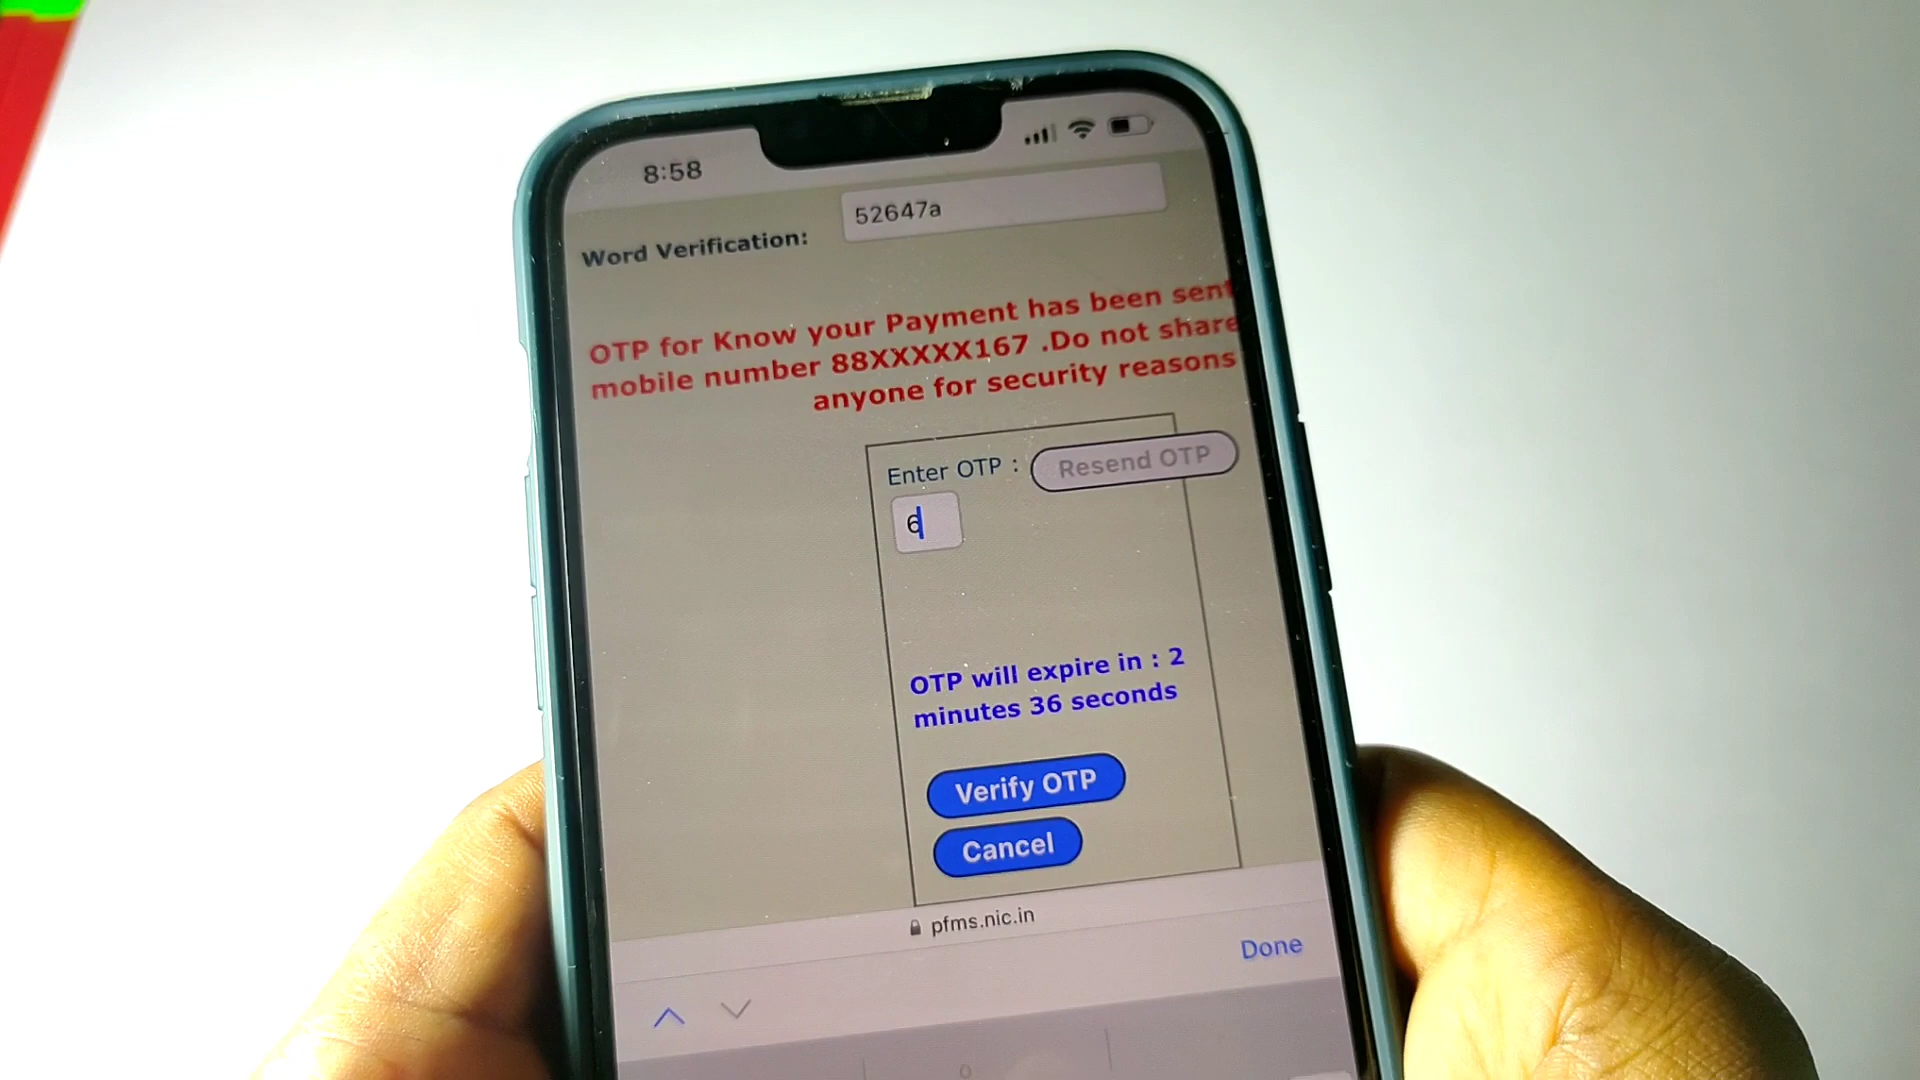 8:58
52647a
Word Verification:
OTP for Know your Payment has been sent
mobile number 88XXXXX167 .Do not share
anyone for security reasons
Enter OTP :
Resend OTP
6
OTP will expire in : 2
minutes 36 seconds
Verify OTP
Cancel
pfms.nic.in
Done